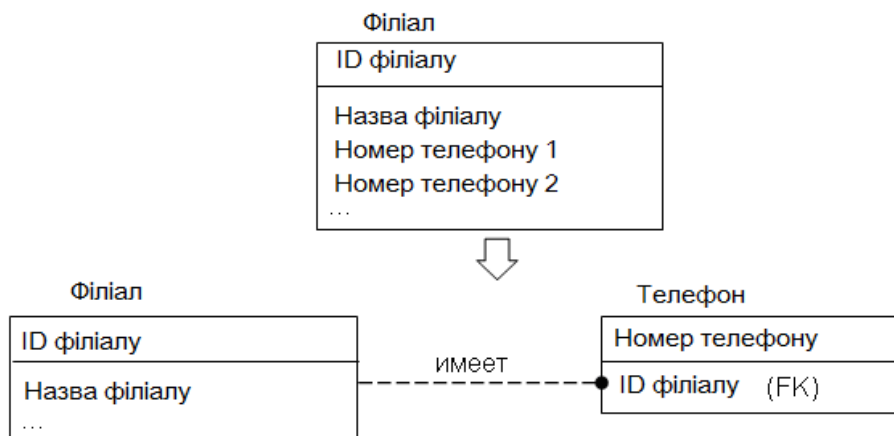 Філіал
ID філіалу
Назва філіалу
Номер телефону 1
Номер телефону 2
...
Філіал
ID філіалу
Назва філіалу
...
имеет
Телефон
Номер телефону
ID філіалу (FK)